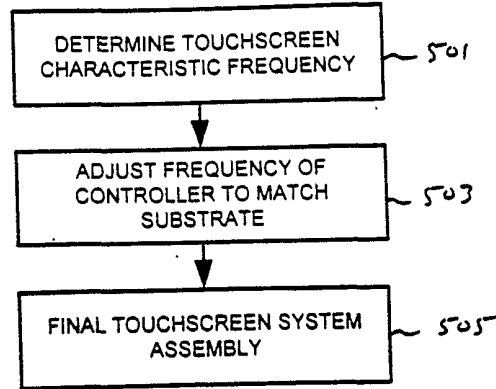 DETERMINE TOUCHSCREEN
CHARACTERISTIC FREQUENCY
501
ADJUST FREQUENCY OF
CONTROLLER TO MATCH
SUBSTRATE
503
FINAL TOUCHSCREEN SYSTEM
ASSEMBLY
505